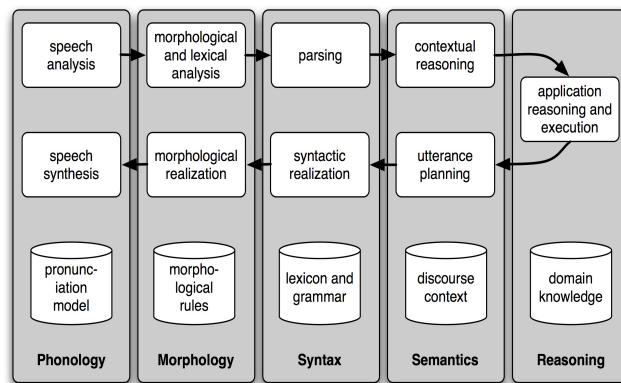 speech
analysis
morphological
and lexical
analysis
parsing
contextual
reasoning
application
reasoning and
execution
speech
synthesis
morphological
realization
syntactic
realization
utterance
planning
pronunc-
iation
model
morpho-
logical
rules
lexicon and
grammar
discourse
context
domain
knowledge
Phonology
Morphology
Syntax
Semantics
Reasoning